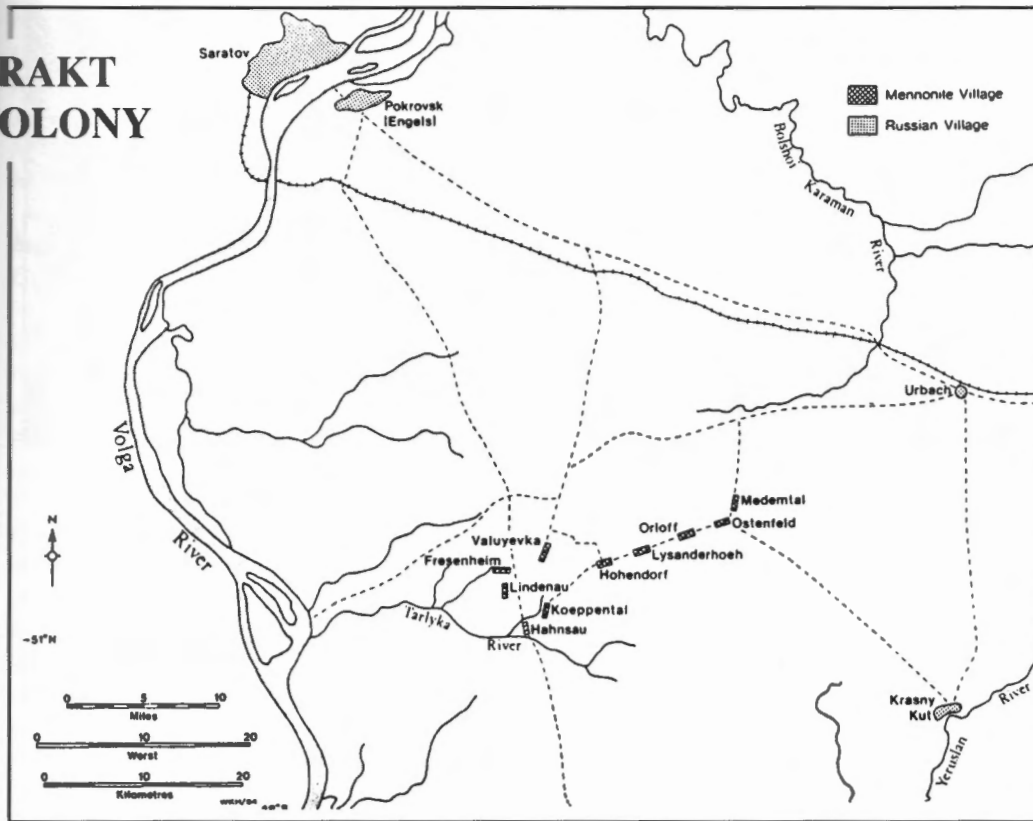 RAKT
OLONY
Saratov
Pokrovsk
[Engels]
Mennonite Village
Russian Village
Bolshoi
Karaman
River
Urbach
Volga
River
N
Medemtal
Ostenfeld
Orloff
Lysanderhoeh
Hohendorf
Valuyevka
Fresenheim
Lindenau
Koeppental
Hahnsau
Tarlyka
River
~51°N
Krasny
Kut
River
Yeruslan
0 5 10
Miles
0 10 20
Werst
0 10 20
Kilometres